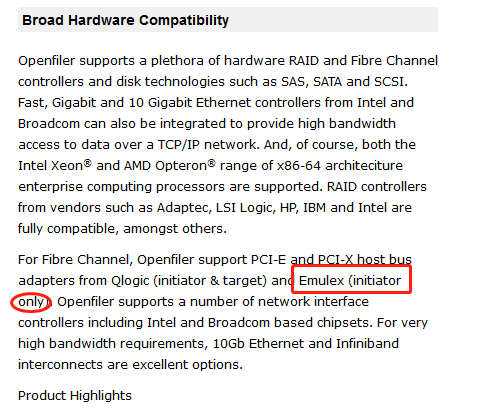 Broad Hardware Compatibility
Openfiler supports a plethora of hardware RAID and Fibre Channel
controllers and disk technologies such as SAS, SATA and SCSI.
Fast, Gigabit and 10 Gigabit Ethernet controllers from Intel and
Broadcom can also be integrated to provide high bandwidth
access to data over a TCP/IP network. And, of course, both the
Intel Xeon® and AMD Opteron® range of x86-64 architeciture
enterprise computing processors are supported. RAID controllers
from vendors such as Adaptec, LSI Logic, HP, IBM and Intel are
fully compatible, amongst others.
For Fibre Channel, Openfiler support PCI-E and PCI-X host bus
adapters from Qlogic (initiator & target) and Emulex (initiator
only). Openfiler supports a number of network interface
controllers including Intel and Broadcom based chipsets. For very
high bandwidth requirements, 10Gb Ethernet and Infiniband
interconnects are excellent options.
Product Highlights